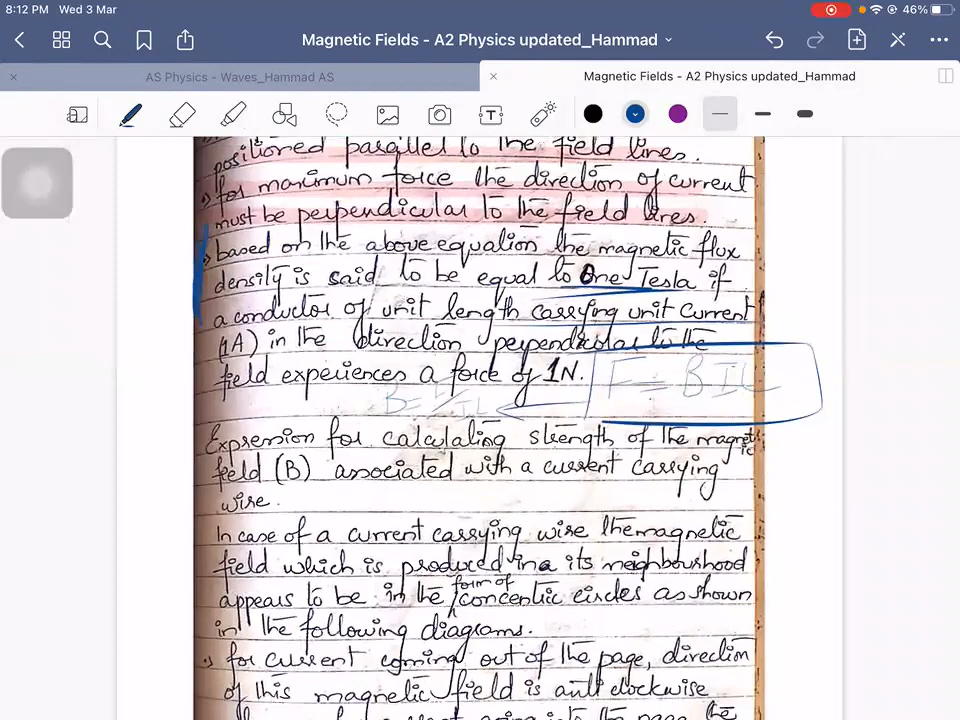 8:12 PM Wed 3 Mar
46%
Magnetic Fields - A2 Physics updated_Hammad
AS Physics - Waves_Hammad AS
Magnetic Fields - A2 Physics updated_Hammad
positioned parallel to the field lines.
for maximum force the direction of current
must be perpendicular to the field lines.
based on the above equation the magnetic flux
density is said to be equal to One Tesla if
a conductor of unit length carrying unit current
(1A) in the direction perpendicular to the
field experiences a force of 1N. F = BIL
B = F/IL
Expression for calculating strength of the magnetic
field (B) associated with a current carrying
wire.
In case of a current carrying wire the magnetic
field which is produced in a its neighbourhood
appears to be in the form of concentric circles as shown
in the following diagrams.
for current coming out of the page, direction
of this magnetic field is anti clockwise